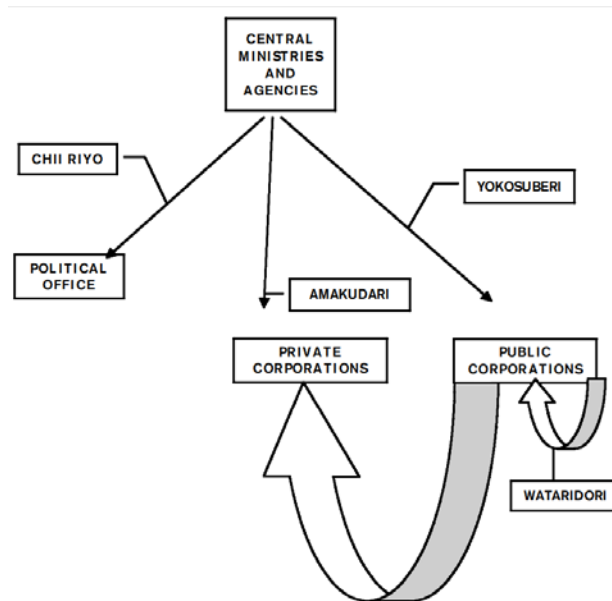 CENTRAL
MINISTRIES
AND
AGENCIES
CHII RIYO
YOKOSUBERI
POLITICAL
OFFICE
AMAKUDARI
PRIVATE
CORPORATIONS
PUBLIC
CORPORATIONS
WATARIDORI